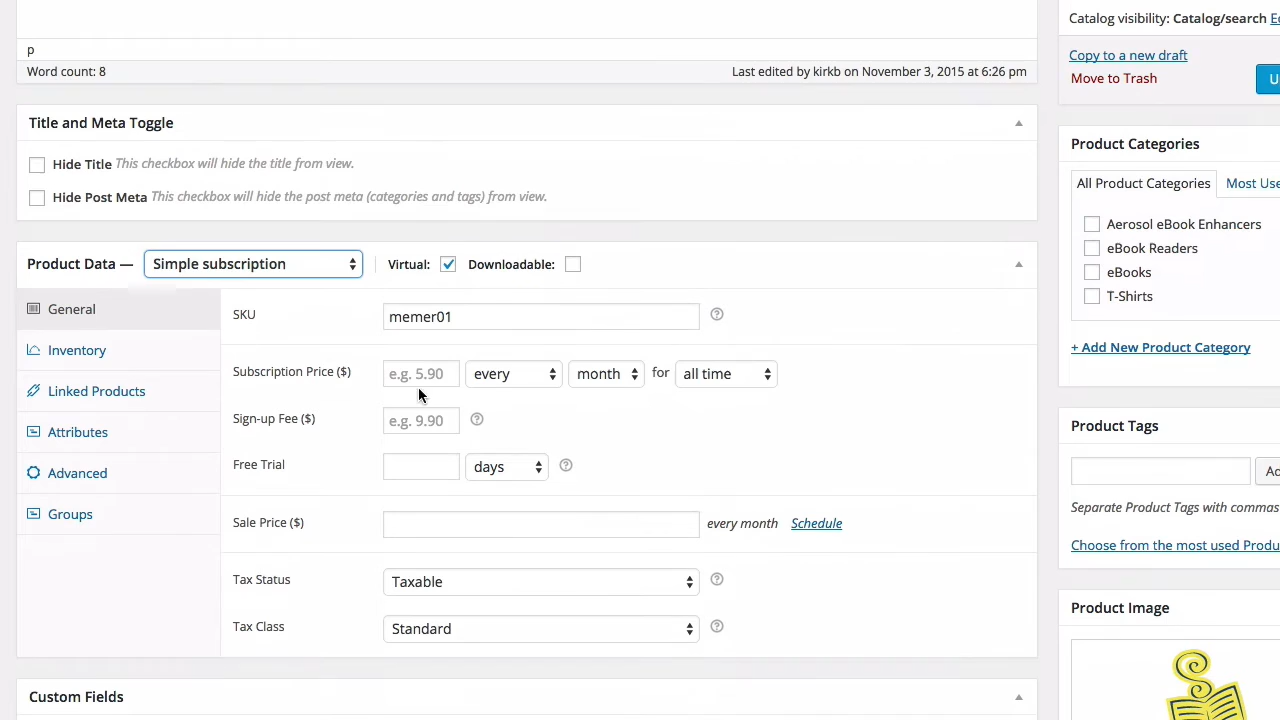 p
Word count: 8
Last edited by kirkb on November 3, 2015 at 6:26 pm
Title and Meta Toggle
Hide Title This checkbox will hide the title from view.
Hide Post Meta This checkbox will hide the post meta (categories and tags) from view.
Product Data — Simple subscription Virtual: Downloadable:
General
Inventory
Linked Products
Attributes
Advanced
Groups
SKU memer01
Subscription Price ($) e.g. 5.90 every month for all time
Sign-up Fee ($) e.g. 9.90
Free Trial days
Sale Price ($) every month Schedule
Tax Status Taxable
Tax Class Standard
Custom Fields
Catalog visibility: Catalog/search
Copy to a new draft
Move to Trash
Product Categories
All Product Categories Most
Aerosol eBook Enhancers
eBook Readers
eBooks
T-Shirts
+ Add New Product Category
Product Tags
Separate Product Tags with commas
Choose from the most used
Product Image